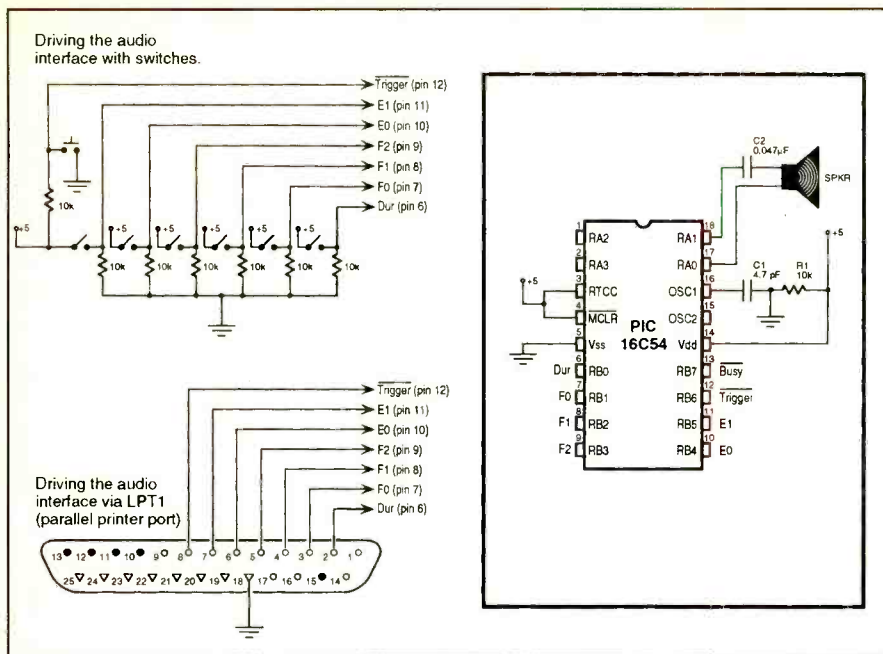 Driving the audio
interface with switches.
Trigger (pin 12)
E1 (pin 11)
E0 (pin 10)
F2 (pin 9)
F1 (pin 8)
F0 (pin 7)
Dur (pin 6)
10k
+5
+5
+5
+5
+5
+5
10k
10k
10k
10k
10k
10k
Driving the audio
interface via LPT1
(parallel printer port)
Trigger (pin 12)
E1 (pin 11)
E0 (pin 10)
F2 (pin 9)
F1 (pin 8)
F0 (pin 7)
Dur (pin 6)
13 12 11 10 9 8 7 6 5 4 3 2 1
25 24 23 22 21 20 19 18 17 16 15 14
C2
0.047µF
SPKR
+5
C1
4.7 pF
R1
10k
+5
PIC
16C54
1 RA2
2 RA3
3 RTCC
4 MCLR
5 Vss
Dur 6 RB0
F0 7 RB1
F1 8 RB2
F2 9 RB3
RA1 18
RA0 17
OSC1 16
OSC2 15
Vdd 14
RB7 13 Busy
RB6 12 Trigger
RB5 11 E1
RB4 10 E0